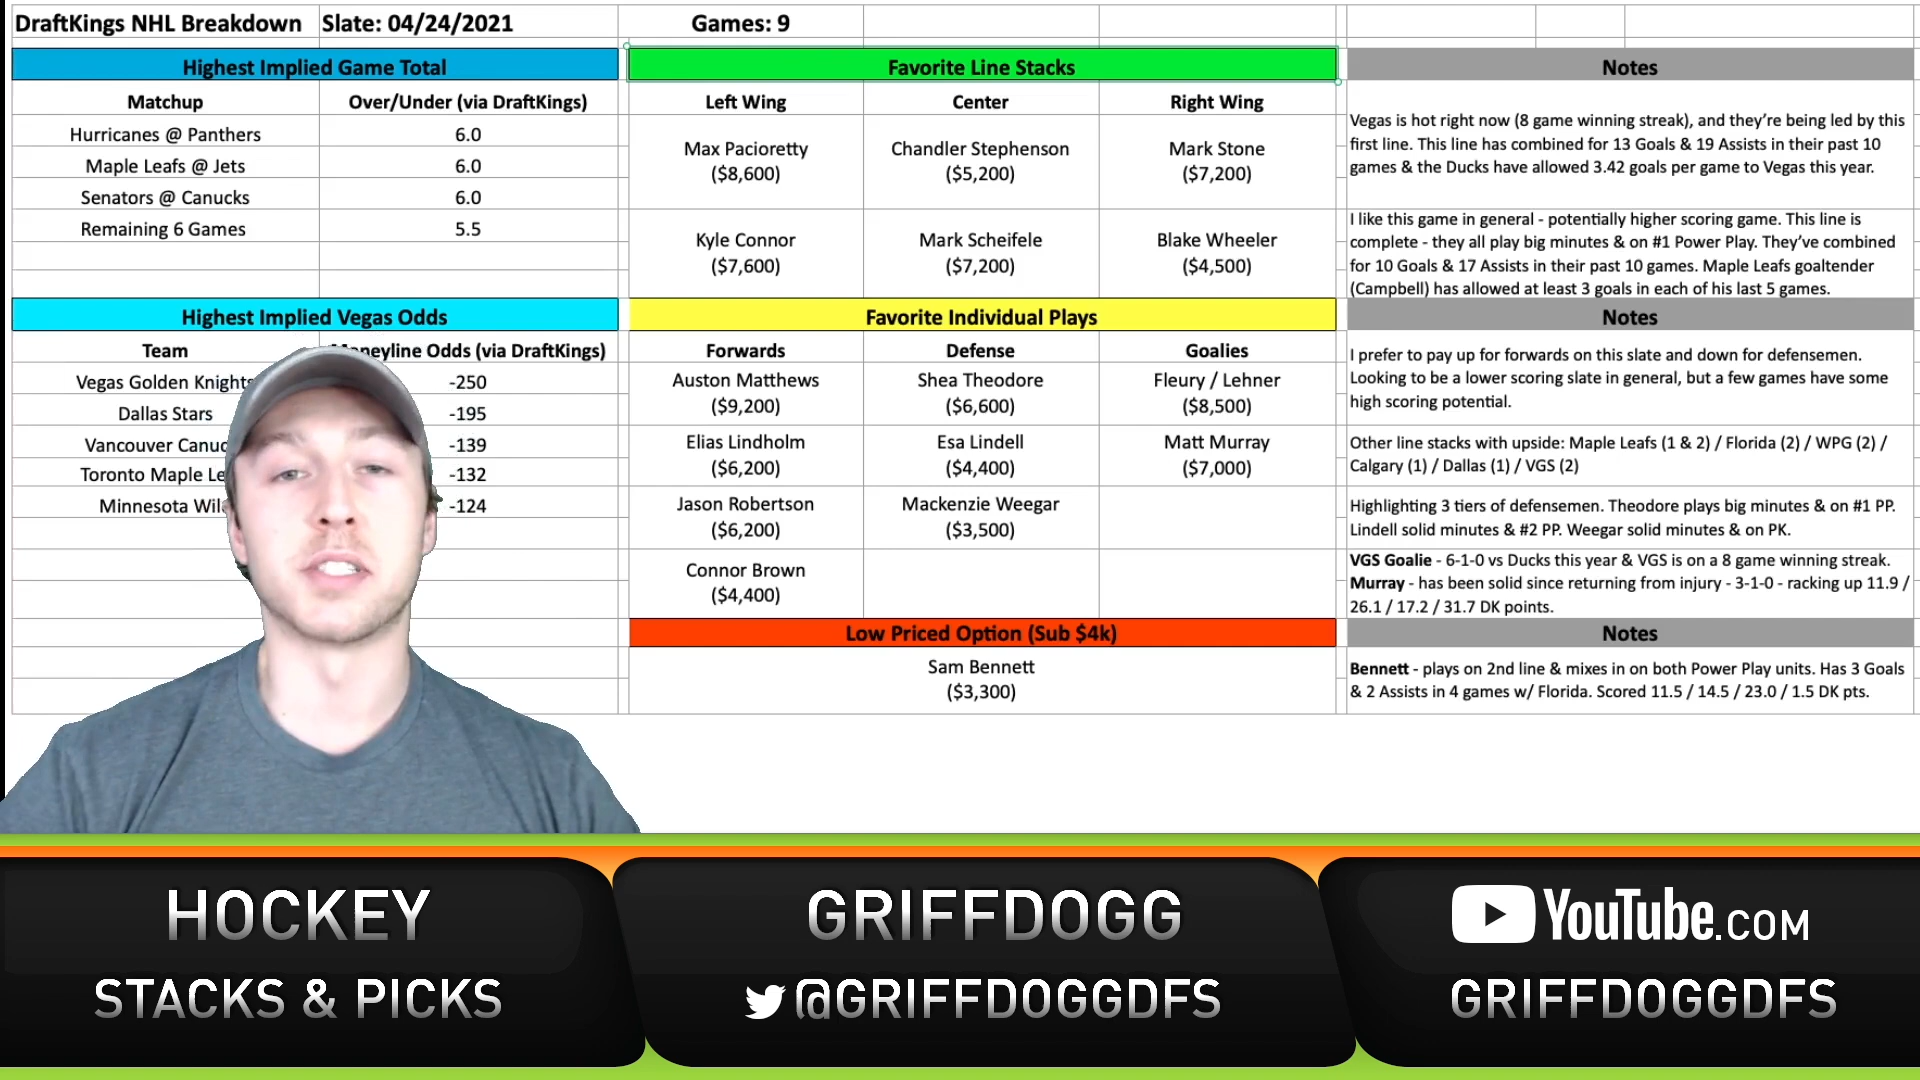 DraftKings NHL Breakdown Slate: 04/24/2021 Games: 9
Highest Implied Game Total
Matchup Over/Under (via DraftKings)
Hurricanes @ Panthers 6.0
Maple Leafs @ Jets 6.0
Senators @ Canucks 6.0
Remaining 6 Games 5.5
Favorite Line Stacks
Left Wing Center Right Wing
Max Pacioretty Chandler Stephenson Mark Stone
($8,600) ($5,200) ($7,200)
Kyle Connor Mark Scheifele Blake Wheeler
($7,600) ($7,200) ($4,500)
Notes
Vegas is hot right now (8 game winning streak), and they're being led by this
first line. This line has combined for 13 Goals & 19 Assists in their past 10
games & the Ducks have allowed 3.42 goals per game to Vegas this year.
I like this game in general - potentially higher scoring game. This line is
complete - they all play big minutes & on #1 Power Play. They've combined
for 10 Goals & 17 Assists in their past 10 games. Maple Leafs goaltender
(Campbell) has allowed at least 3 goals in each of his last 5 games.
Highest Implied Vegas Odds
Team Odds (via DraftKings)
Vegas Golden Knights -250
Dallas Stars -195
Vancouver -139
Toronto Maple -132
Minnesota -124
Favorite Individual Plays
Forwards Defense Goalies
Auston Matthews Shea Theodore Fleury / Lehner
($9,200) ($6,600) ($8,500)
Elias Lindholm Esa Lindell Matt Murray
($6,200) ($4,400) ($7,000)
Jason Robertson Mackenzie Weegar
($6,200) ($3,500)
Connor Brown
($4,400)
Notes
I prefer to pay up for forwards on this slate and down for defensemen.
Looking to be a lower scoring slate in general, but a few games have some
high scoring potential.
Other line stacks with upside: Maple Leafs (1 & 2) / Florida (2) / WPG (2) /
Calgary (1) / Dallas (1) / VGS (2)
Highlighting 3 tiers of defensemen. Theodore plays big minutes & on #1 PP.
Lindell solid minutes & #2 PP. Weegar solid minutes & on PK.
VGS Goalie - 6-1-0 vs Ducks this year & VGS is on a 8 game winning streak.
Murray - has been solid since returning from injury - 3-1-0 - racking up 11.9 /
26.1 / 17.2 / 31.7 DK points.
Low Priced Option (Sub $4k)
Sam Bennett
($3,300)
Notes
Bennett - plays on 2nd line & mixes in on both Power Play units. Has 3 Goals
& 2 Assists in 4 games w/ Florida. Scored 11.5 / 14.5 / 23.0 / 1.5 DK pts.
HOCKEY
STACKS & PICKS
GRIFFDOGG
@GRIFFDOGGDFS
YouTube.COM
GRIFFDOGGDFS